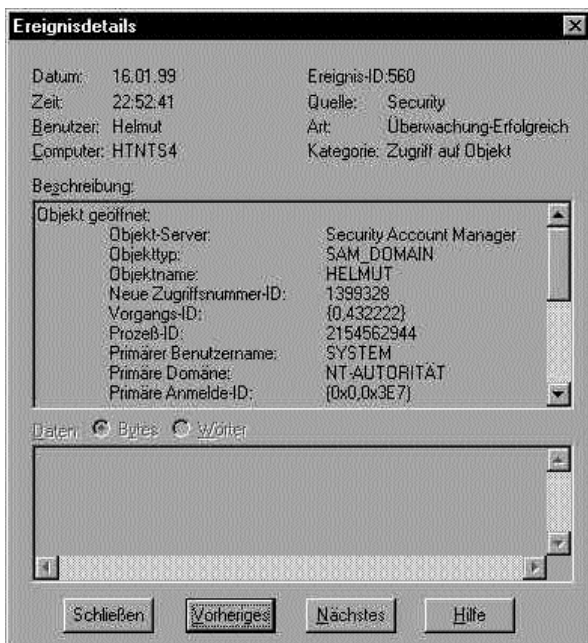 Ereignisdetails
Datum: 16.01.99 Ereignis-ID:560
Zeit: 22:52:41 Quelle: Security
Benutzer: Helmut Art: Überwachung-Erfolgreich
Computer: HTNTS4 Kategorie: Zugriff auf Objekt
Beschreibung:
Objekt geöffnet:
Objekt-Server: Security Account Manager
Objekttyp: SAM_DOMAIN
Objektname: HELMUT
Neue Zugriffsnummer-ID: 1399328
Vorgangs-ID: {0,432222}
Prozeß-ID: 2154562944
Primärer Benutzername: SYSTEM
Primäre Domäne: NT-AUTORITÄT
Primäre Anmelde-ID: (0x0,0x3E7)
Daten: Bytes Wörter
Schließen Vorheriges Nächstes Hilfe